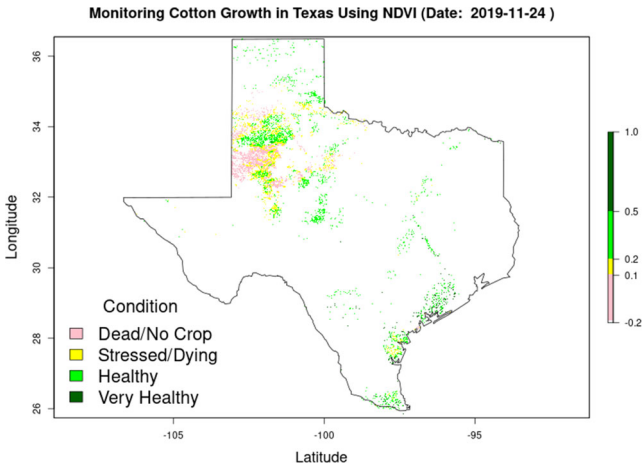 Monitoring Cotton Growth in Texas Using NDVI (Date:  2019-11-24 )
36
34
32
30
28
26
Longitude
-105
-100
-95
Latitude
Condition
Dead/No Crop
Stressed/Dying
Healthy
Very Healthy
1.0
0.5
0.2
0.1
-0.2